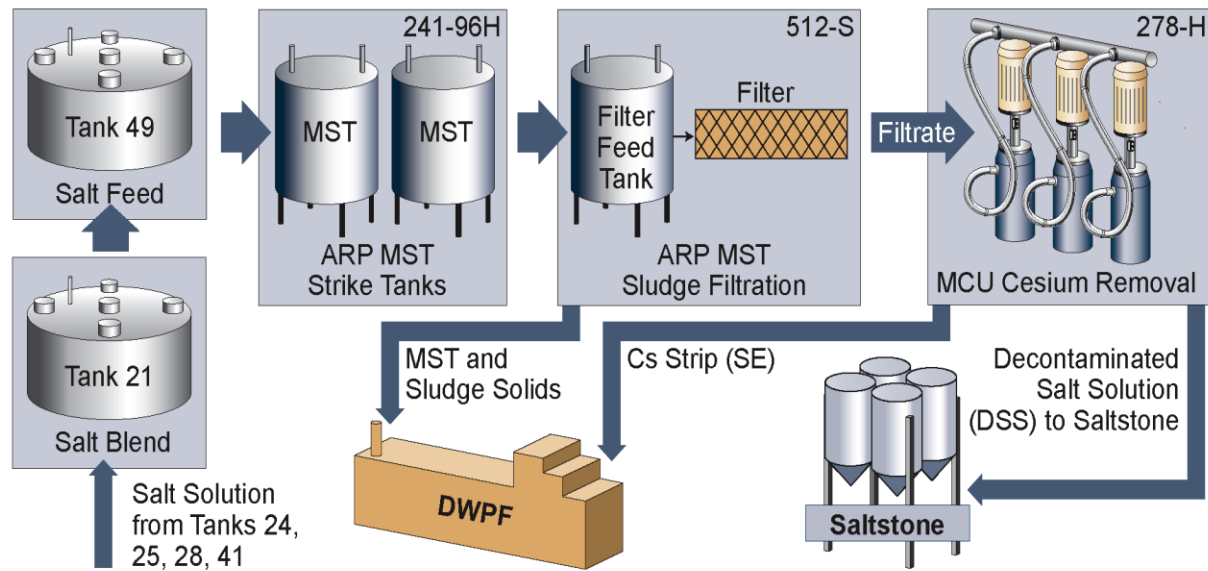 Tank 49
Salt Feed
Tank 21
Salt Blend
Salt Solution
from Tanks 24,
25, 28, 41
241-96H
MST
MST
ARP MST
Strike Tanks
512-S
Filter
Feed
Tank
Filter
ARP MST
Sludge Filtration
Filtrate
278-H
MCU Cesium Removal
MST and
Sludge Solids
Cs Strip (SE)
DWPF
Decontaminated
Salt Solution
(DSS) to Saltstone
Saltstone